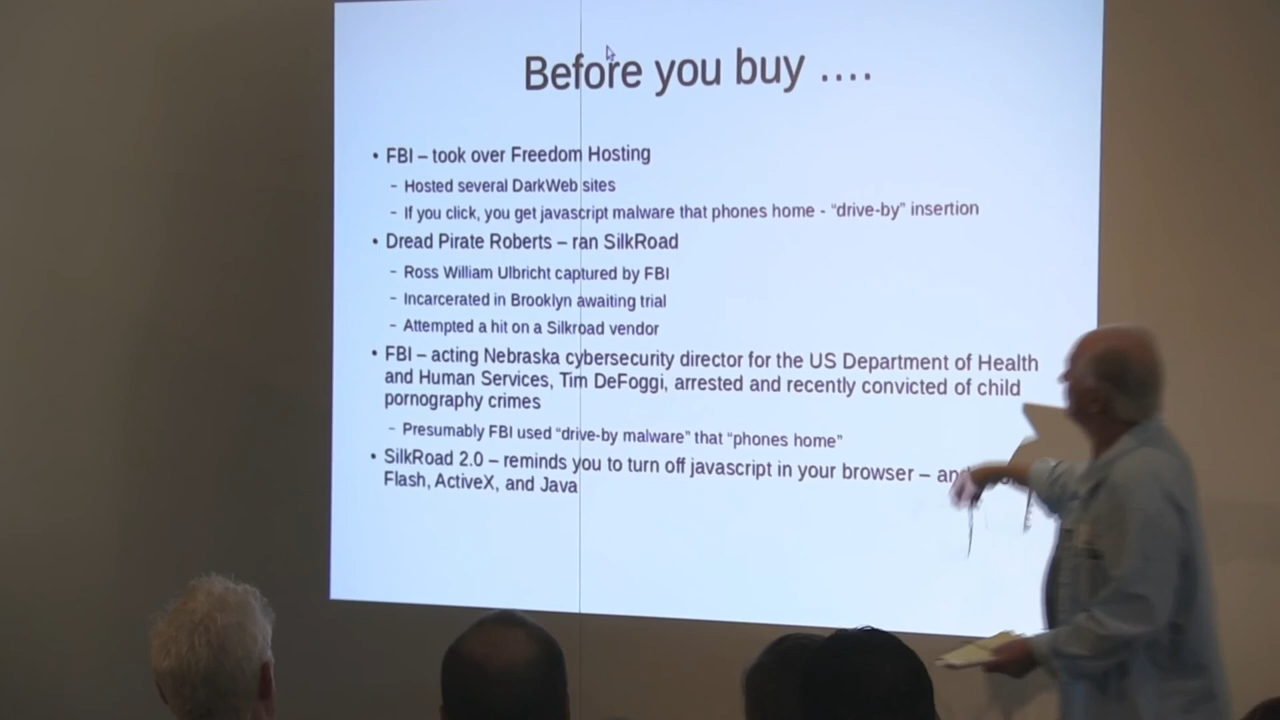 Before you buy ....
• FBI – took over Freedom Hosting
– Hosted several DarkWeb sites
– If you click, you get javascript malware that phones home - “drive-by” insertion
• Dread Pirate Roberts – ran SilkRoad
– Ross William Ulbricht captured by FBI
– Incarcerated in Brooklyn awaiting trial
– Attempted a hit on a Silkroad vendor
• FBI – acting Nebraska cybersecurity director for the US Department of Health
and Human Services, Tim DeFoggi, arrested and recently convicted of child
pornography crimes
– Presumably FBI used “drive-by malware” that “phones home”
• SilkRoad 2.0 – reminds you to turn off javascript in your browser –
Flash, ActiveX, and Java